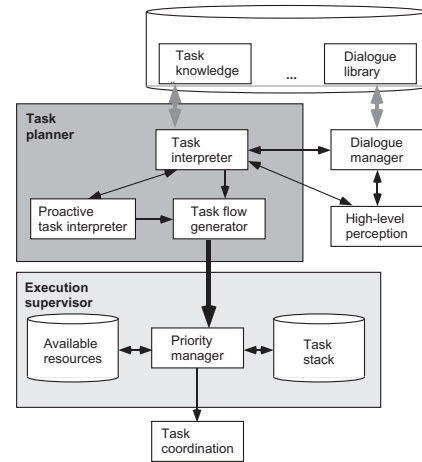 Task
knowledge
...
Dialogue
library
Task
planner
Task
interpreter
Dialogue
manager
Proactive
task interpreter
Task flow
generator
High-level
perception
Execution
supervisor
Available
resources
Priority
manager
Task
stack
Task
coordination